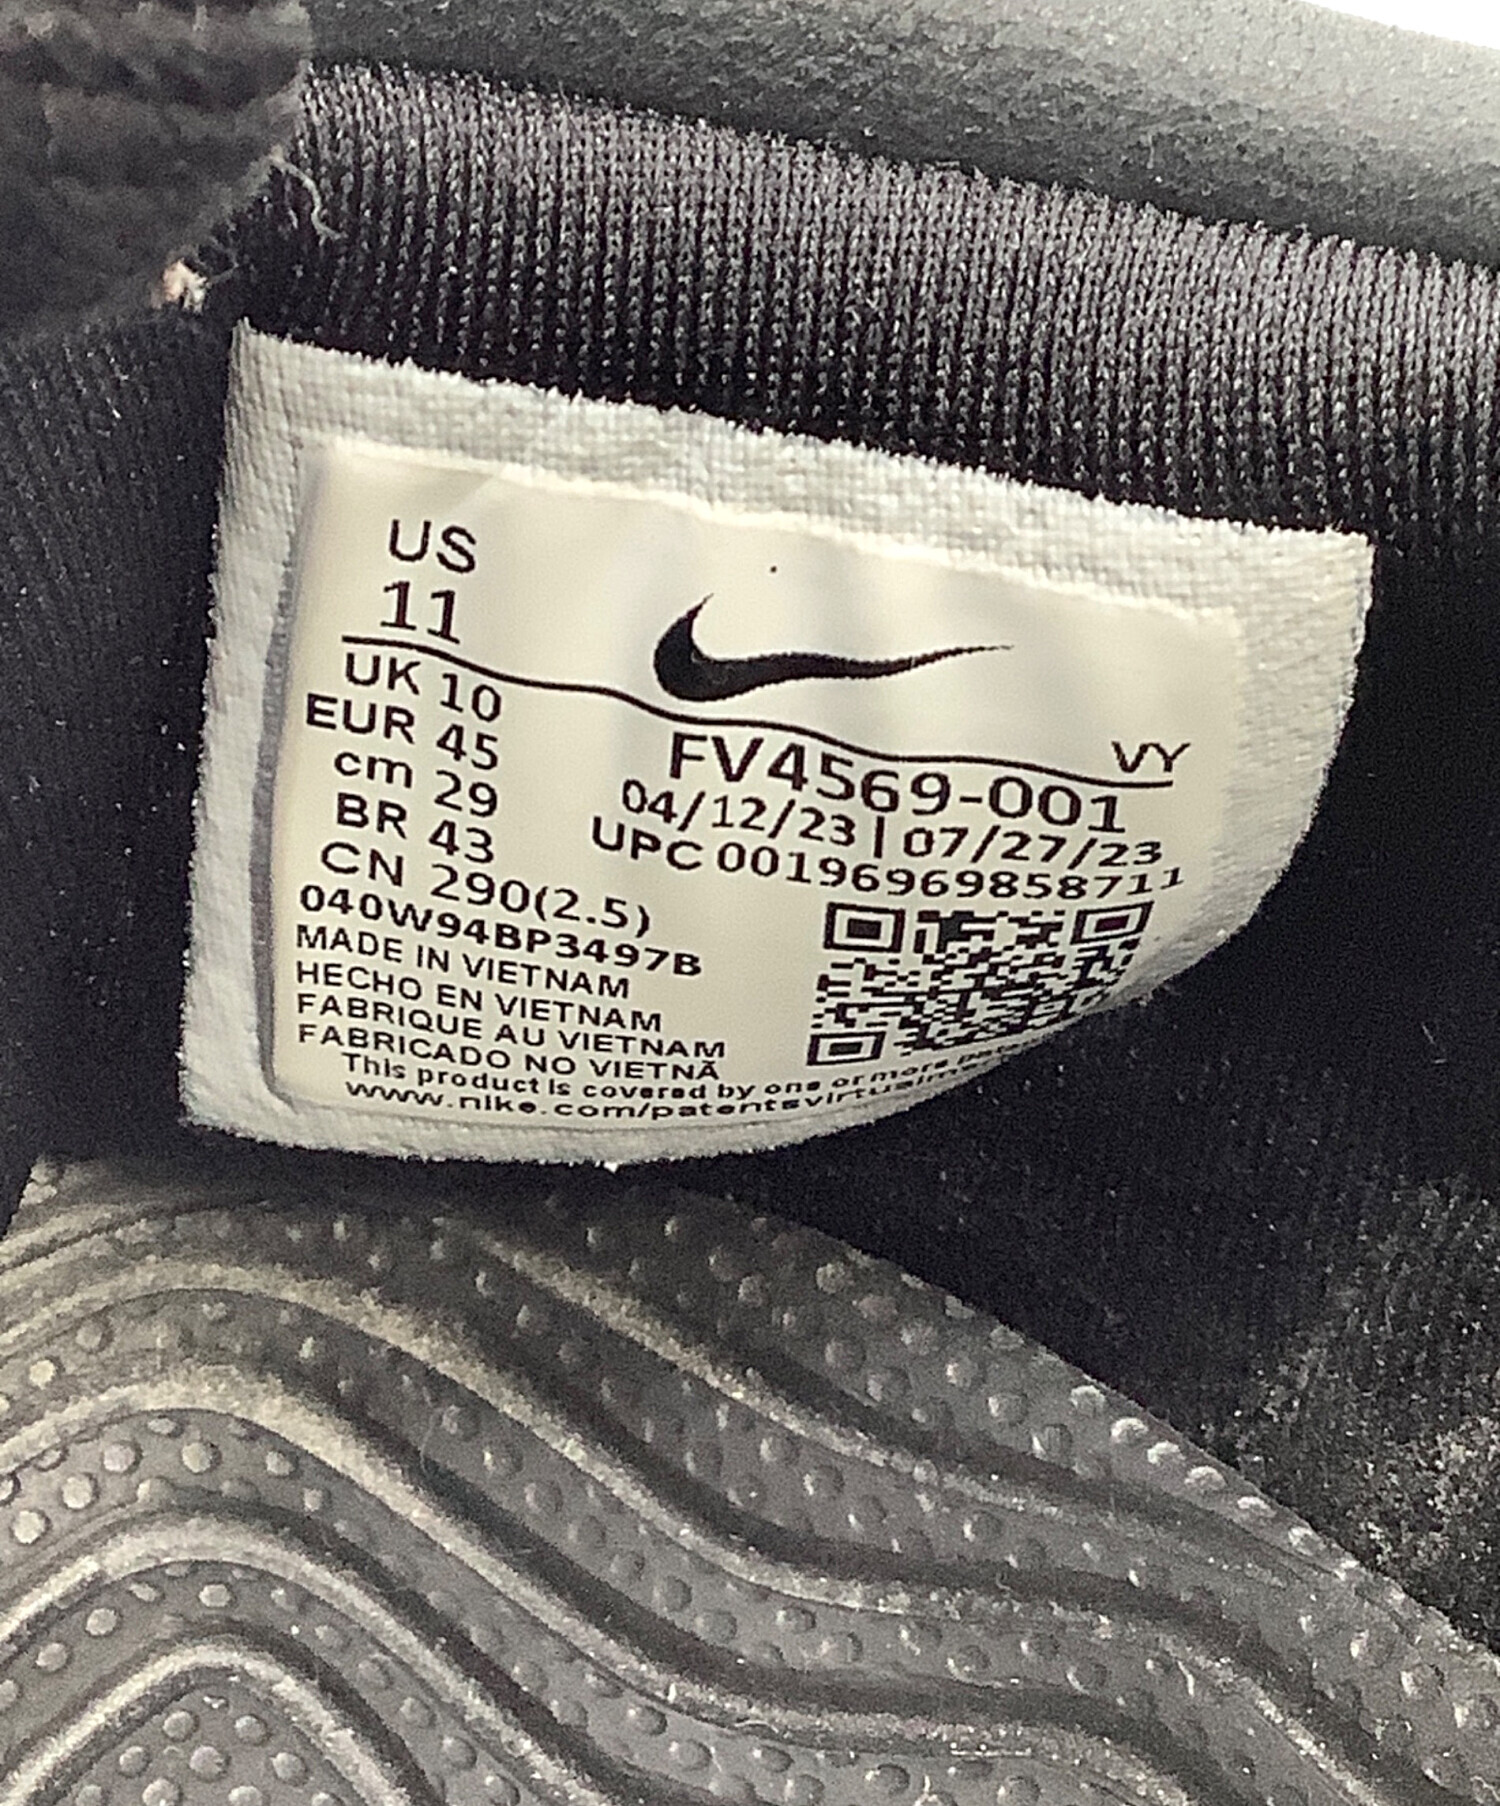 US
11
UK 10
EUR 45
cm 29
BR 43
CN 290(2.5)
VY
FV4569-001
04/12/23 | 07/27/23
UPC 00196969858711
040W94BP3497B
MADE IN VIETNAM
HECHO EN VIETNAM
FABRIQUE AU VIETNAM
FABRICADO NO VIETNÃ
This product is covered by one or more
www.nike.com/patentsvirtual